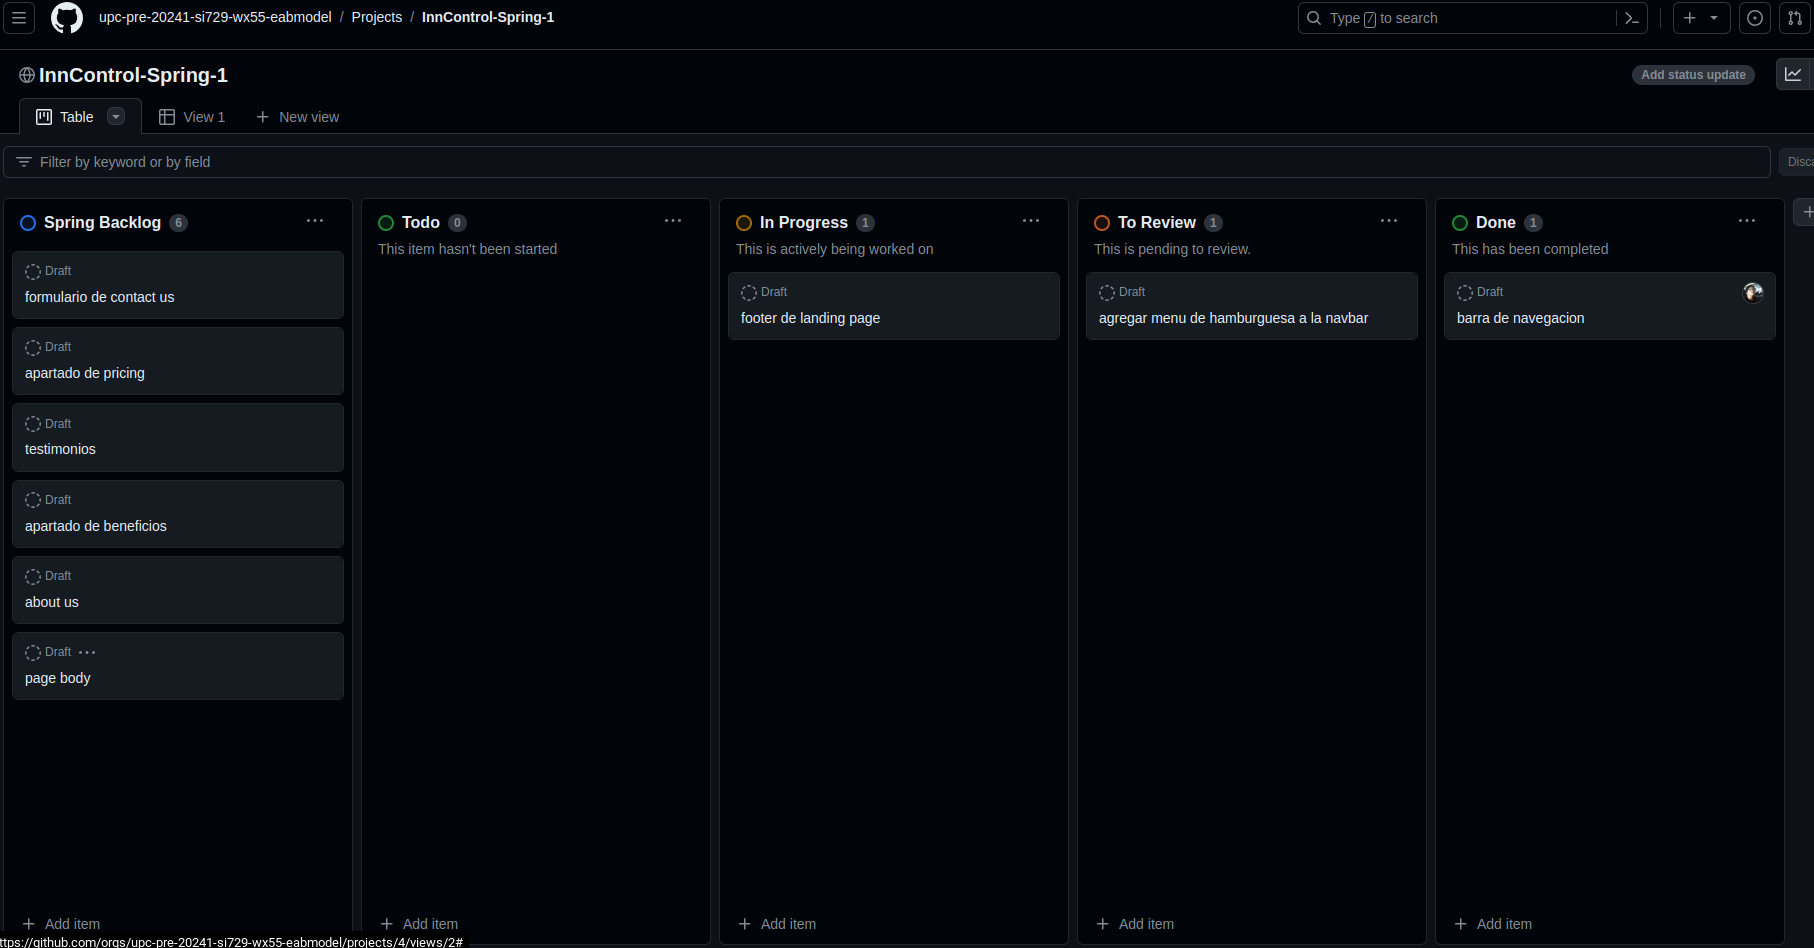 upc-pre-20241-si729-wx55-eabmodel / Projects / InnControl-Spring-1
Type / to search
InnControl-Spring-1
Add status update
Table
View 1
New view
Filter by keyword or by field
Disca
Spring Backlog 6
Draft
formulario de contact us
Draft
apartado de pricing
Draft
testimonios
Draft
apartado de beneficios
Draft
about us
Draft
page body
Add item
Todo 0
This item hasn't been started
Add item
In Progress 1
This is actively being worked on
Draft
footer de landing page
Add item
To Review 1
This is pending to review.
Draft
agregar menu de hamburguesa a la navbar
Add item
Done 1
This has been completed
Draft
barra de navegacion
Add item
ttps://github.com/orgs/upc-pre-20241-si729-wx55-eabmodel/projects/4/views/2#